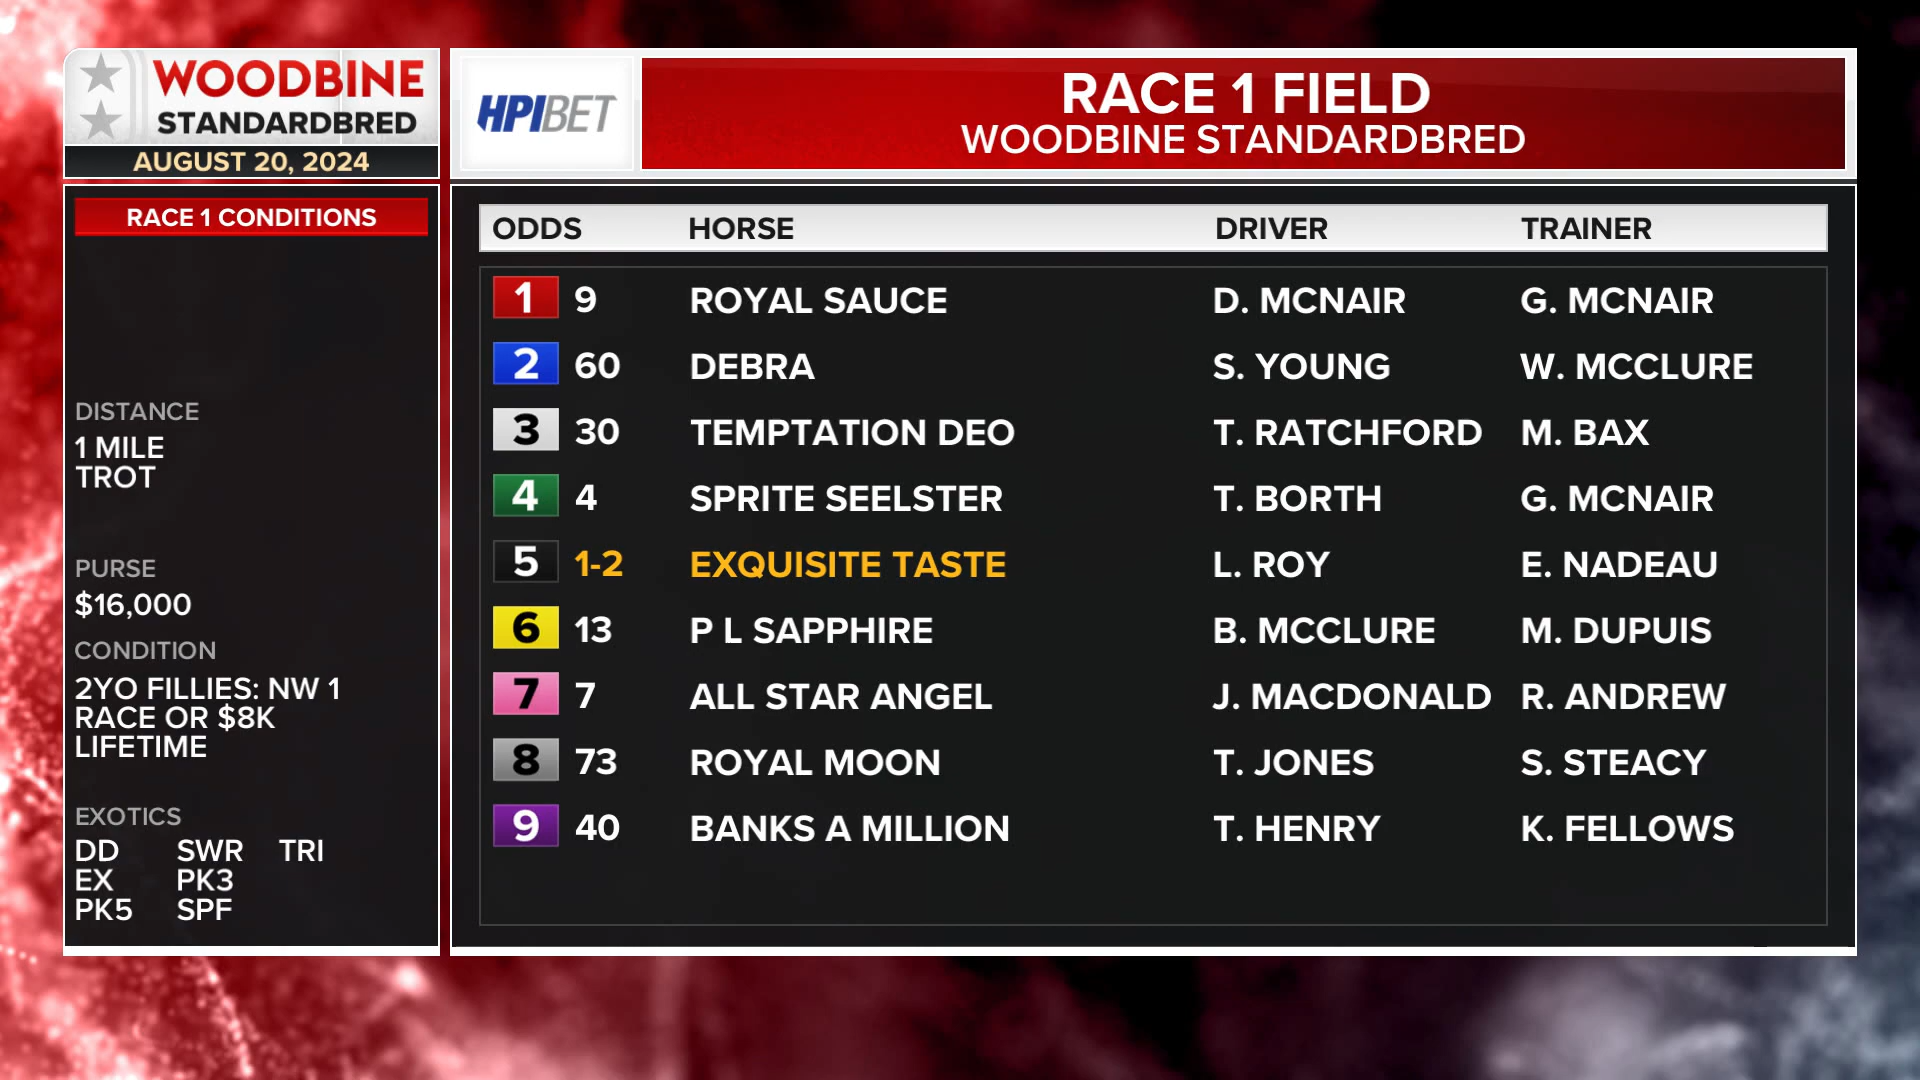 WOODBINE
STANDARDBRED
AUGUST 20, 2024
HPIBET
RACE 1 FIELD
WOODBINE STANDARDBRED
RACE 1 CONDITIONS
DISTANCE
1 MILE
TROT
PURSE
$16,000
CONDITION
2YO FILLIES: NW 1
RACE OR $8K
LIFETIME
EXOTICS
DD SWR TRI
EX PK3
PK5 SPF
ODDS HORSE DRIVER TRAINER
1 9 ROYAL SAUCE D. MCNAIR G. MCNAIR
2 60 DEBRA S. YOUNG W. MCCLURE
3 30 TEMPTATION DEO T. RATCHFORD M. BAX
4 4 SPRITE SEELSTER T. BORTH G. MCNAIR
5 1-2 EXQUISITE TASTE L. ROY E. NADEAU
6 13 P L SAPPHIRE B. MCCLURE M. DUPUIS
7 7 ALL STAR ANGEL J. MACDONALD R. ANDREW
8 73 ROYAL MOON T. JONES S. STEACY
9 40 BANKS A MILLION T. HENRY K. FELLOWS